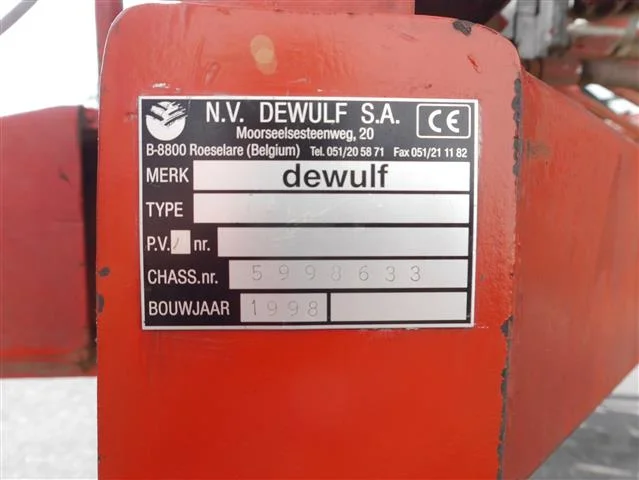 N.V. DEWULF S.A. CE
Moorseelsesteenweg, 20
B-8800 Roeselare (Belgium) Tel. 051/20 58 71 Fax 051/21 11 82
MERK dewulf
TYPE
P.V. nr.
CHASS.nr. 5998633
BOUWJAAR 1998